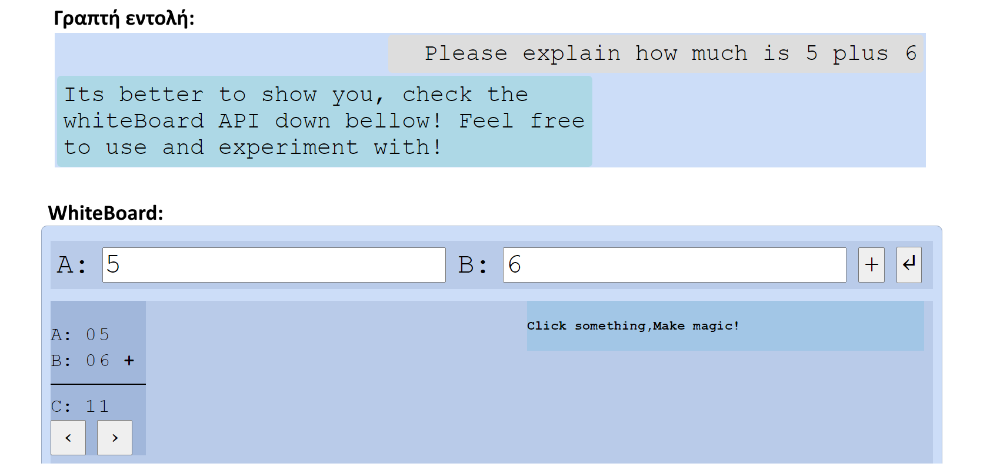 Γραπτή εντολή:
Please explain how much is 5 plus 6
Its better to show you, check the
whiteBoard API down bellow! Feel free
to use and experiment with!
WhiteBoard:
A: 5 B: 6 + ↵
Click something,Make magic!
A: 05
B: 06 +
C: 11
< >